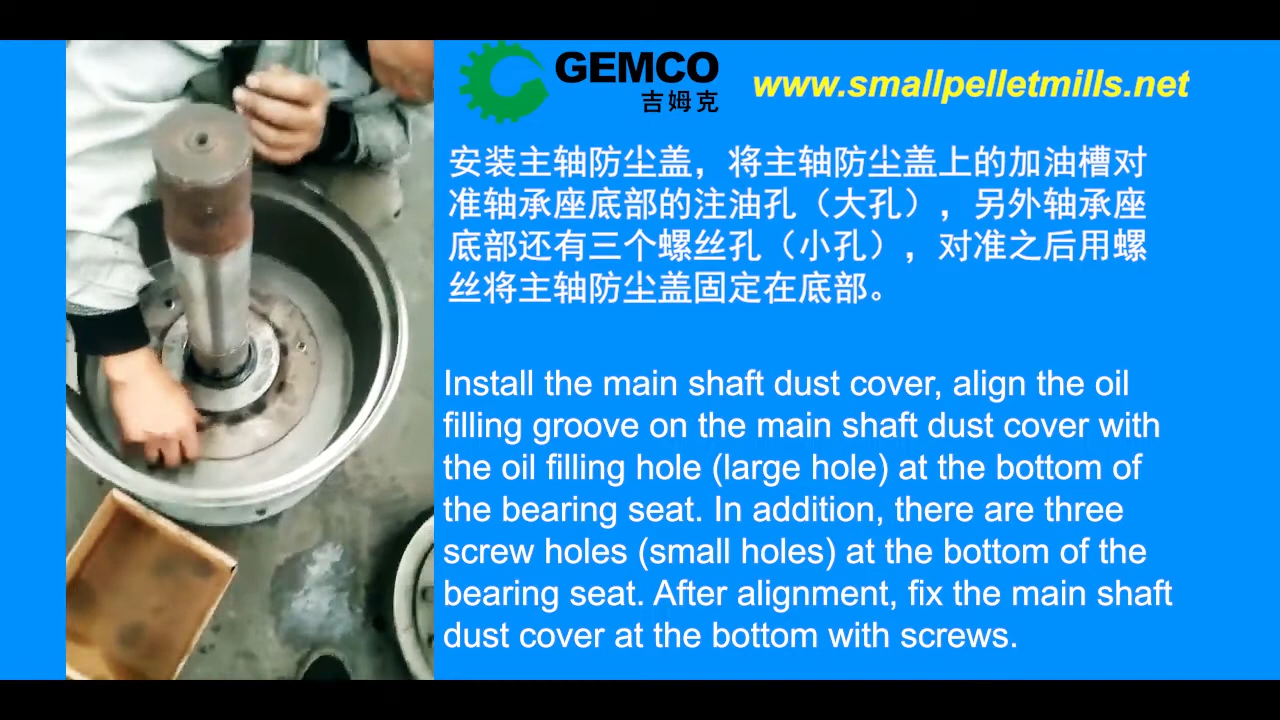 GEMCO
吉姆克
www.smallpelletmills.net
安装主轴防尘盖，将主轴防尘盖上的加油槽对
准轴承座底部的注油孔（大孔），另外轴承座
底部还有三个螺丝孔（小孔），对准之后用螺
丝将主轴防尘盖固定在底部。
Install the main shaft dust cover, align the oil
filling groove on the main shaft dust cover with
the oil filling hole (large hole) at the bottom of
the bearing seat. In addition, there are three
screw holes (small holes) at the bottom of the
bearing seat. After alignment, fix the main shaft
dust cover at the bottom with screws.